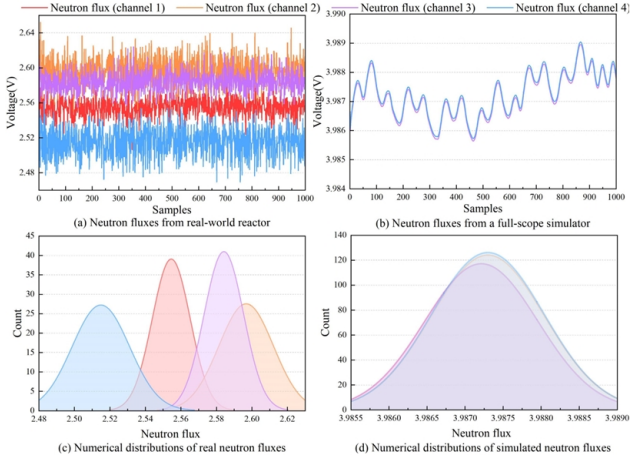 Neutron flux (channel 1) Neutron flux (channel 2) Neutron flux (channel 3) Neutron flux (channel 4)
Voltage(V)
2.64
2.60
2.56
2.52
2.48
0 100 200 300 400 500 600 700 800 900 1000
Samples
(a) Neutron fluxes from real-world reactor
Voltage(V)
3.990
3.989
3.988
3.987
3.986
3.985
3.984
0 100 200 300 400 500 600 700 800 900 1000
Samples
(b) Neutron fluxes from a full-scope simulator
Count
45
40
35
30
25
20
15
10
5
0
2.48 2.50 2.52 2.54 2.56 2.58 2.60 2.62
Neutron flux
(c) Numerical distributions of real neutron fluxes
Count
140
120
100
80
60
40
20
0
3.9855 3.9860 3.9865 3.9870 3.9875 3.9880 3.9885 3.9890
Neutron flux
(d) Numerical distributions of simulated neutron fluxes